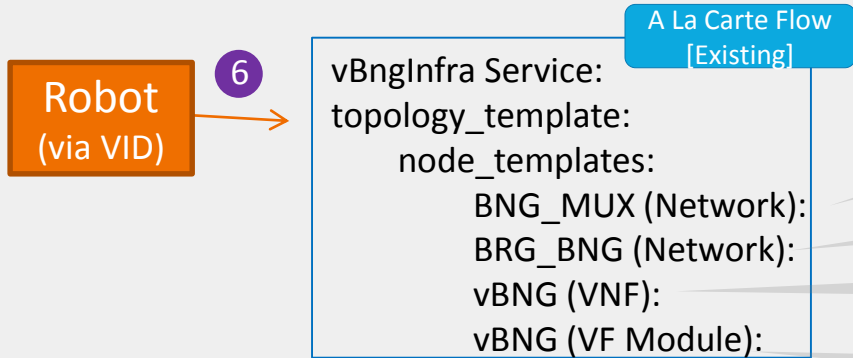 A La Carte Flow
[Existing]
6
Robot
(via VID)
vBngInfra Service:
topology_template:
node_templates:
BNG_MUX (Network):
BRG_BNG (Network):
vBNG (VNF):
vBNG (VF Module):